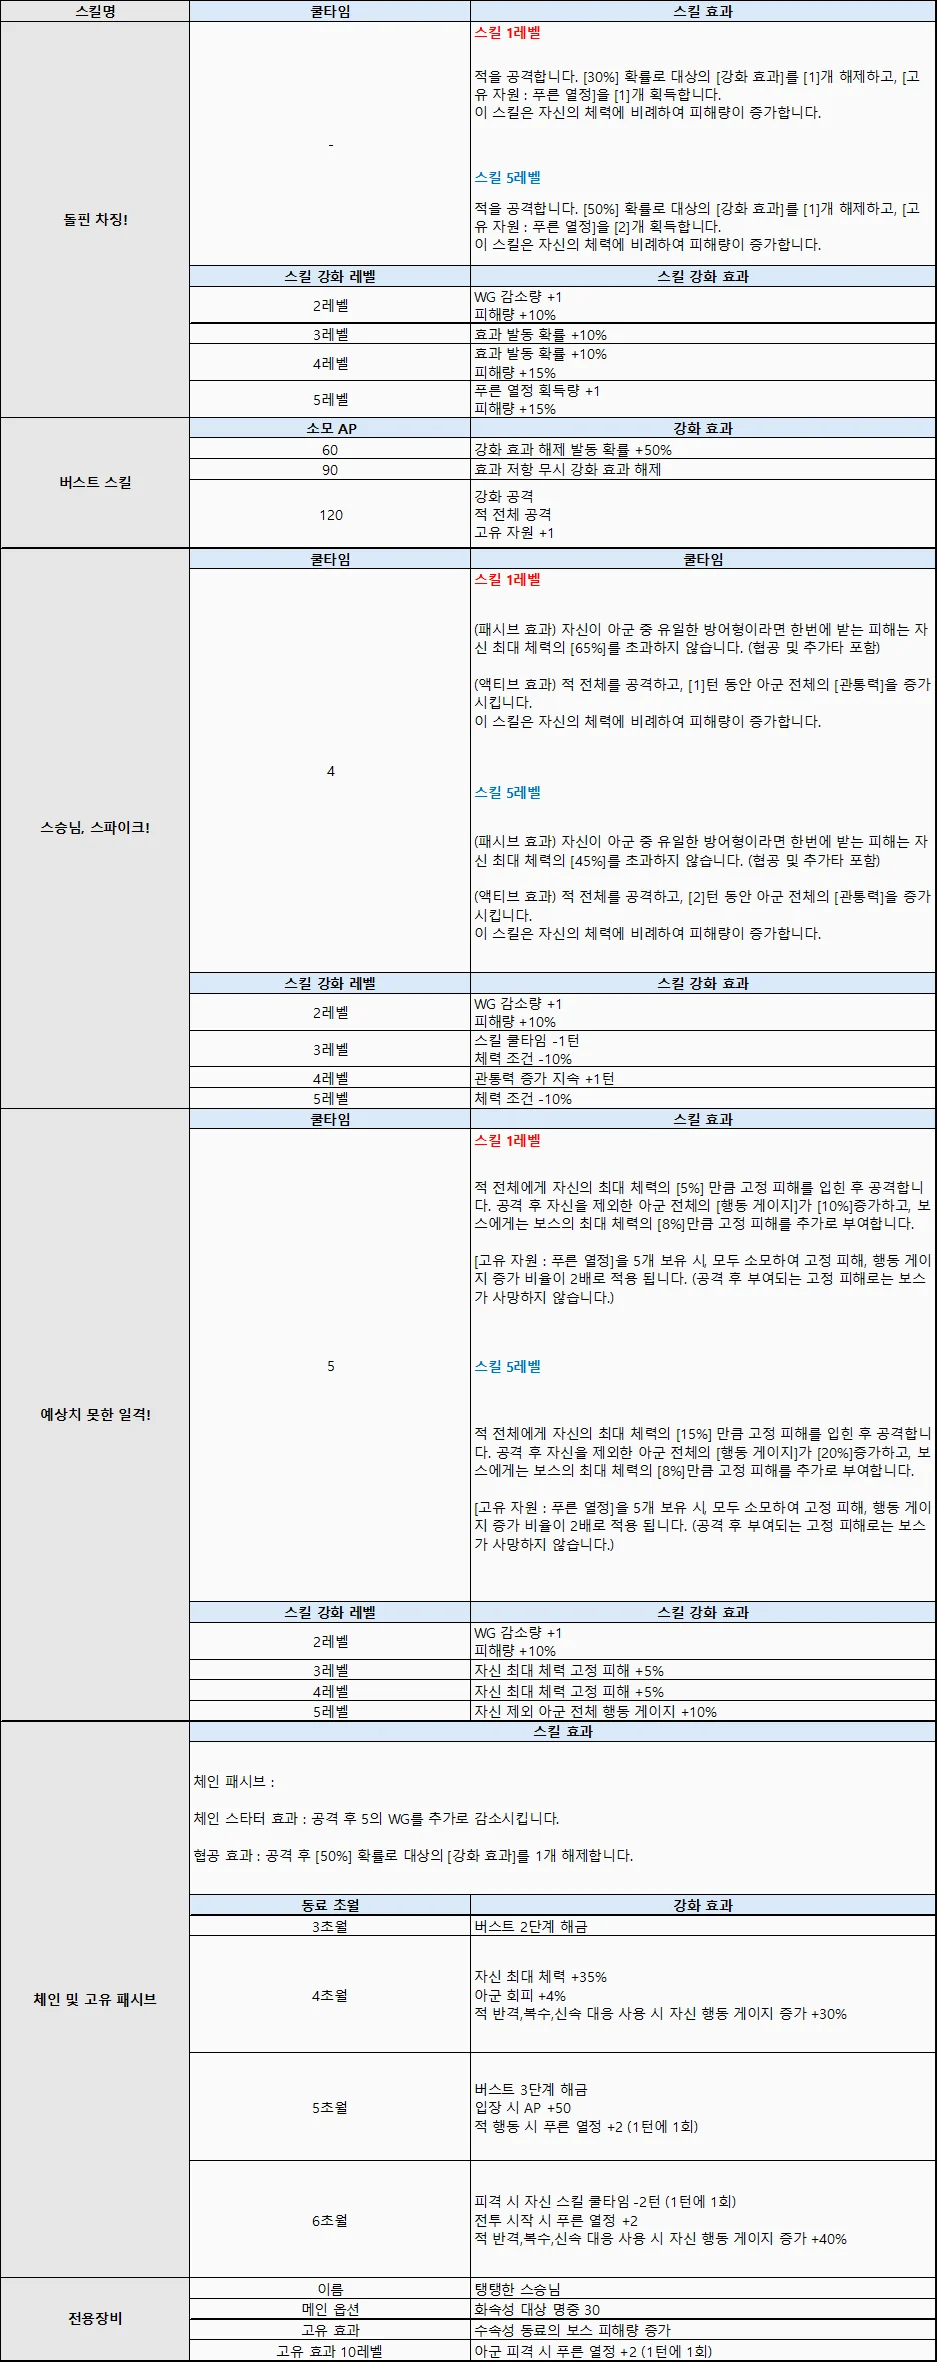 스킬명 쿨타임 스킬 효과
돌핀 차징!
-
스킬 1레벨
적을 공격합니다. [30%] 확률로 대상의 [강화 효과]를 [1]개 해제하고, [고
유 자원 : 푸른 열정]을 [1]개 획득합니다.
이 스킬은 자신의 체력에 비례하여 피해량이 증가합니다.
스킬 5레벨
적을 공격합니다. [50%] 확률로 대상의 [강화 효과]를 [1]개 해제하고, [고
유 자원 : 푸른 열정]을 [2]개 획득합니다.
이 스킬은 자신의 체력에 비례하여 피해량이 증가합니다.
스킬 강화 레벨 스킬 강화 효과
2레벨
WG 감소량 +1
피해량 +10%
3레벨 효과 발동 확률 +10%
4레벨
효과 발동 확률 +10%
피해량 +15%
5레벨
푸른 열정 획득량 +1
피해량 +15%
버스트 스킬
소모 AP 강화 효과
60 강화 효과 해제 발동 확률 +50%
90 효과 저항 무시 강화 효과 해제
120
강화 공격
적 전체 공격
고유 자원 +1
스승님, 스파이크!
쿨타임 쿨타임
4
스킬 1레벨
(패시브 효과) 자신이 아군 중 유일한 방어형이라면 한번에 받는 피해는 자
신 최대 체력의 [65%]를 초과하지 않습니다. (협공 및 추가타 포함)
(액티브 효과) 적 전체를 공격하고, [1]턴 동안 아군 전체의 [관통력]을 증가
시킵니다.
이 스킬은 자신의 체력에 비례하여 피해량이 증가합니다.
스킬 5레벨
(패시브 효과) 자신이 아군 중 유일한 방어형이라면 한번에 받는 피해는 자
신 최대 체력의 [45%]를 초과하지 않습니다. (협공 및 추가타 포함)
(액티브 효과) 적 전체를 공격하고, [2]턴 동안 아군 전체의 [관통력]을 증가
시킵니다.
이 스킬은 자신의 체력에 비례하여 피해량이 증가합니다.
스킬 강화 레벨 스킬 강화 효과
2레벨
WG 감소량 +1
피해량 +10%
3레벨
스킬 쿨타임 -1턴
체력 조건 -10%
4레벨 관통력 증가 지속 +1턴
5레벨 체력 조건 -10%
예상치 못한 일격!
쿨타임 스킬 효과
5
스킬 1레벨
적 전체에게 자신의 최대 체력의 [5%] 만큼 고정 피해를 입힌 후 공격합니
다. 공격 후 자신을 제외한 아군 전체의 [행동 게이지]가 [10%]증가하고, 보
스에게는 보스의 최대 체력의 [8%]만큼 고정 피해를 추가로 부여합니다.
[고유 자원 : 푸른 열정]을 5개 보유 시, 모두 소모하여 고정 피해, 행동 게이
지 증가 비율이 2배로 적용 됩니다. (공격 후 부여되는 고정 피해로는 보스
가 사망하지 않습니다.)
스킬 5레벨
적 전체에게 자신의 최대 체력의 [15%] 만큼 고정 피해를 입힌 후 공격합니
다. 공격 후 자신을 제외한 아군 전체의 [행동 게이지]가 [20%]증가하고, 보
스에게는 보스의 최대 체력의 [8%]만큼 고정 피해를 추가로 부여합니다.
[고유 자원 : 푸른 열정]을 5개 보유 시, 모두 소모하여 고정 피해, 행동 게이
지 증가 비율이 2배로 적용 됩니다. (공격 후 부여되는 고정 피해로는 보스
가 사망하지 않습니다.)
스킬 강화 레벨 스킬 강화 효과
2레벨
WG 감소량 +1
피해량 +10%
3레벨 자신 최대 체력 고정 피해 +5%
4레벨 자신 최대 체력 고정 피해 +5%
5레벨 자신 제외 아군 전체 행동 게이지 +10%
체인 및 고유 패시브
스킬 효과
체인 패시브 :
체인 스타터 효과 : 공격 후 5의 WG를 추가로 감소시킵니다.
협공 효과 : 공격 후 [50%] 확률로 대상의 [강화 효과]를 1개 해제합니다.
동료 초월 강화 효과
3초월 버스트 2단계 해금
4초월
자신 최대 체력 +35%
아군 회피 +4%
적 반격,복수,신속 대응 사용 시 자신 행동 게이지 증가 +30%
5초월
버스트 3단계 해금
입장 시 AP +50
적 행동 시 푸른 열정 +2 (1턴에 1회)
6초월
피격 시 자신 스킬 쿨타임 -2턴 (1턴에 1회)
전투 시작 시 푸른 열정 +2
적 반격,복수,신속 대응 사용 시 자신 행동 게이지 증가 +40%
전용장비
이름 탱탱한 스승님
메인 옵션 화속성 대상 명중 30
고유 효과 수속성 동료의 보스 피해량 증가
고유 효과 10레벨 아군 피격 시 푸른 열정 +2 (1턴에 1회)